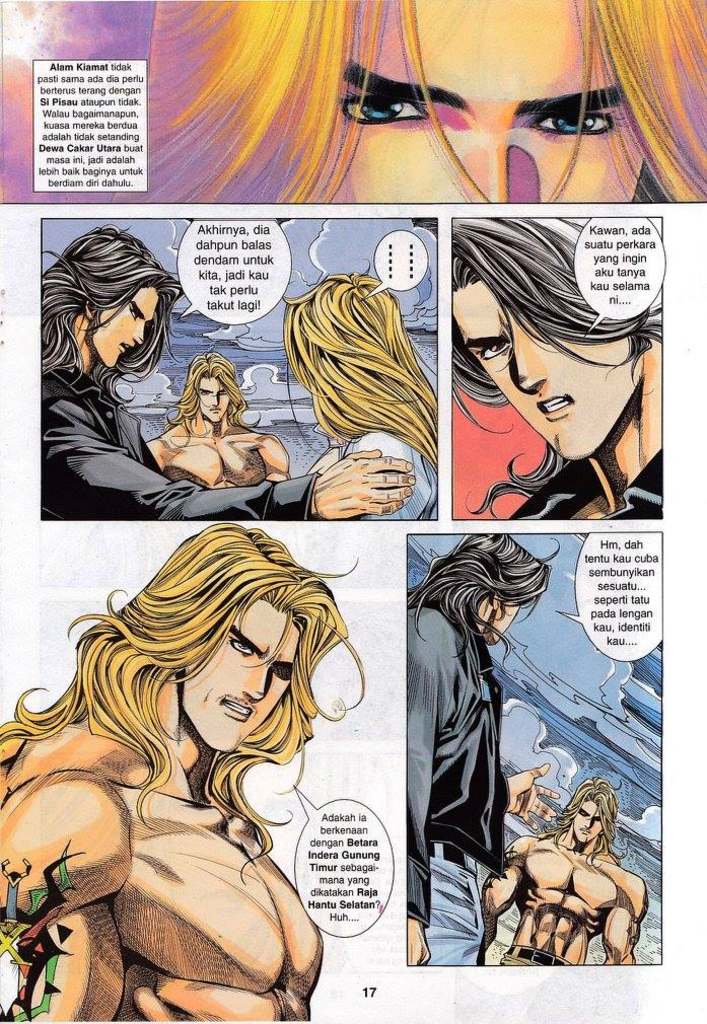 Alam Kiamat tidak
pasti sama ada dia perlu
berterus terang dengan
Si Pisau ataupun tidak.
Walau bagaimanapun,
kuasa mereka berdua
adalah tidak setanding
Dewa Cakar Utara buat
masa ini, jadi adalah
lebih baik baginya untuk
berdiam diri dahulu.
Akhirnya, dia
dahpun balas
dendam untuk
kita, jadi kau
tak perlu
takut lagi!
!!!
Kawan, ada
suatu perkara
yang ingin
aku tanya
kau selama
ni....
Hm, dah
tentu kau cuba
sembunyikan
sesuatu...
seperti tatu
pada lengan
kau, identiti
kau....
Adakah ia
berkenaan
dengan Betara
Indera Gunung
Timur sebagai-
mana yang
dikatakan Raja
Hantu Selatan?
Huh....
17